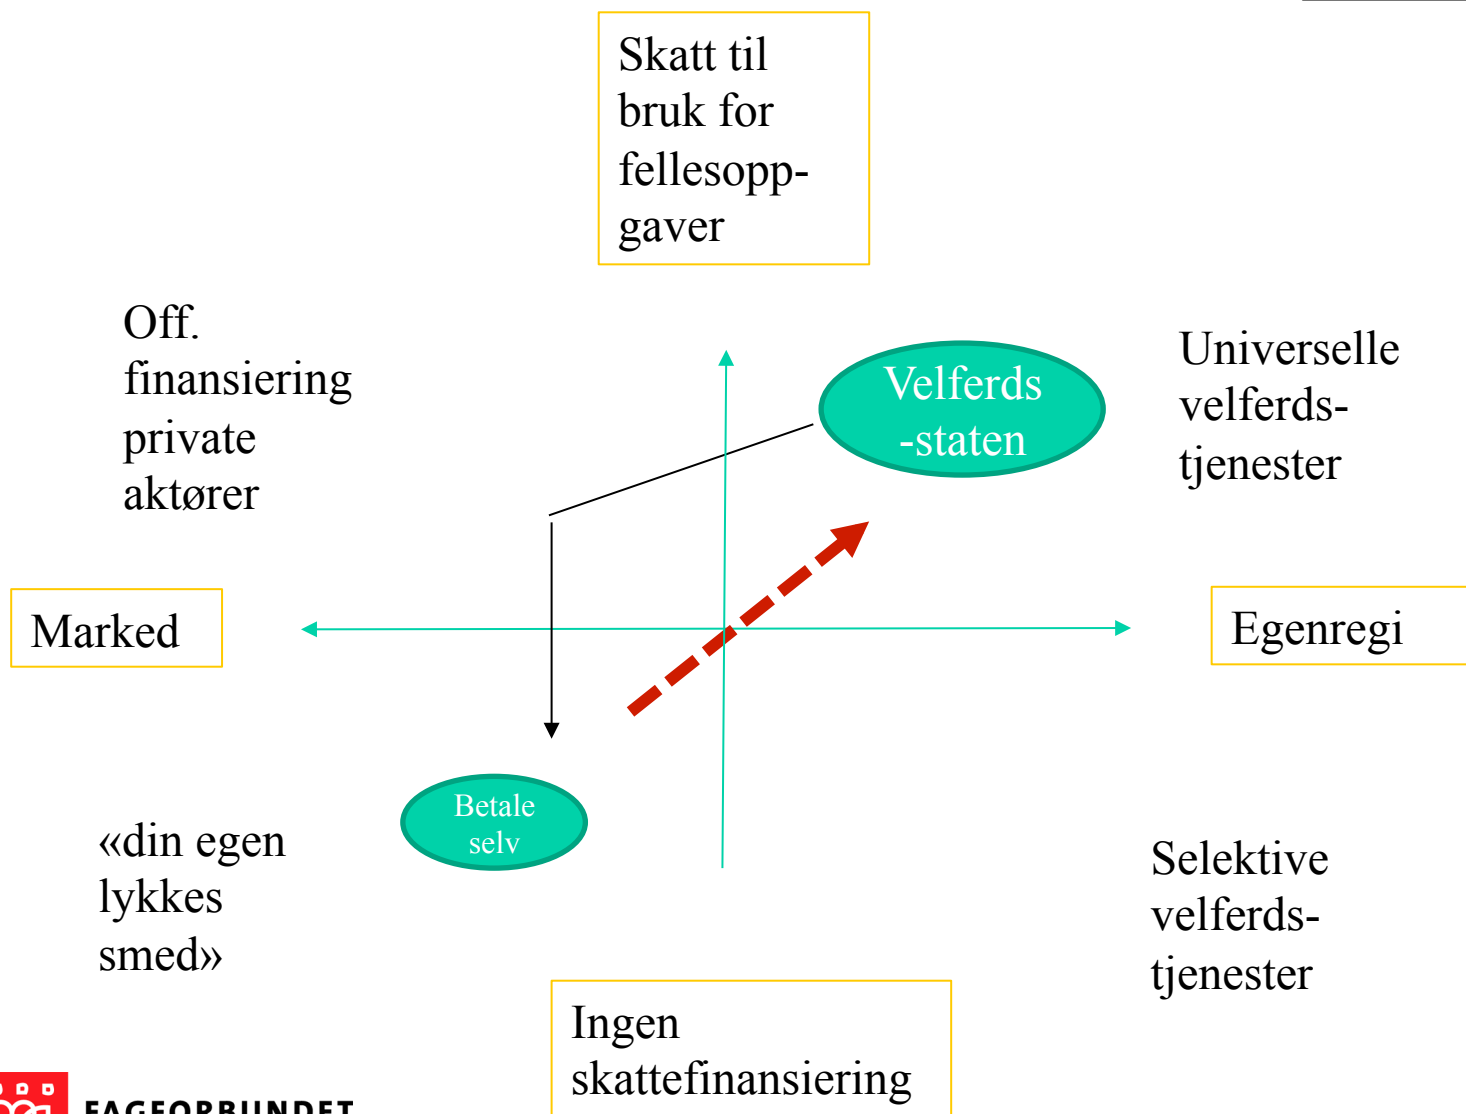 Skatt til
bruk for
fellesopp-
gaver
Off.
finansiering
private
aktører
Velferds
-staten
Universelle
velferds-
tjenester
Marked
Egenregi
Betale
selv
«din egen
lykkes
smed»
Selektive
velferds-
tjenester
Ingen
skattefinansiering
FAGFORBUNDET